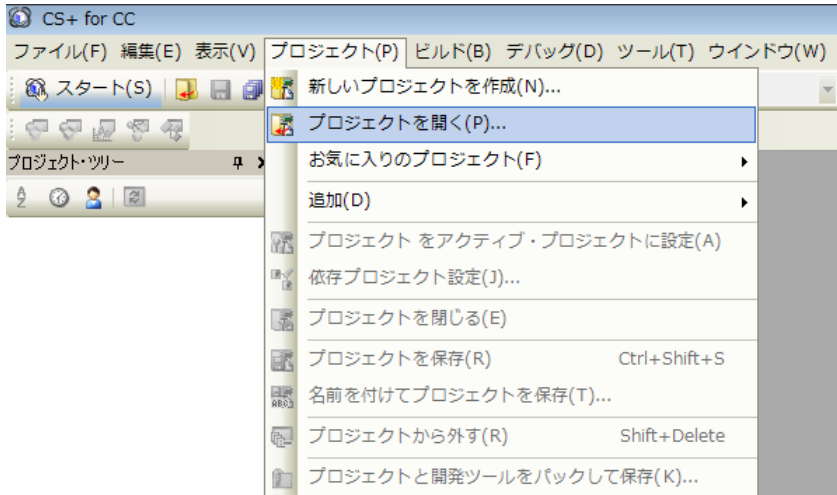 CS+ for CC
ファイル(F) 編集(E) 表示(V) プロジェクト(P) ビルド(B) デバッグ(D) ツール(T) ウインドウ(W)
スタート(S)
新しいプロジェクトを作成(N)...
プロジェクトを開く(P)...
プロジェクト・ツリー
お気に入りのプロジェクト(F)
追加(D)
プロジェクト をアクティブ・プロジェクトに設定(A)
依存プロジェクト設定(J)...
プロジェクトを閉じる(E)
プロジェクトを保存(R) Ctrl+Shift+S
名前を付けてプロジェクトを保存(T)...
プロジェクトから外す(R) Shift+Delete
プロジェクトと開発ツールをパックして保存(K)...